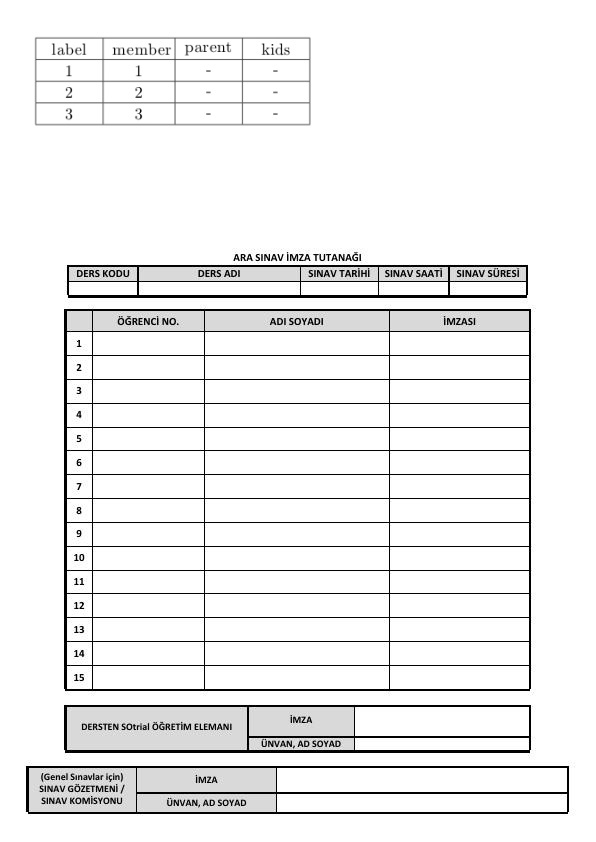 label member parent kids
1 1 - -
2 2 - -
3 3 - -
ARA SINAV İMZA TUTANAĞI
DERS KODU DERS ADI SINAV TARİHİ SINAV SAATİ SINAV SÜRESİ
ÖĞRENCİ NO. ADI SOYADI İMZASI
1
2
3
4
5
6
7
8
9
10
11
12
13
14
15
DERSTEN SOtrial ÖĞRETİM ELEMANI
İMZA
ÜNVAN, AD SOYAD
(Genel Sınavlar için)
SINAV GÖZETMENİ /
SINAV KOMİSYONU
İMZA
ÜNVAN, AD SOYAD